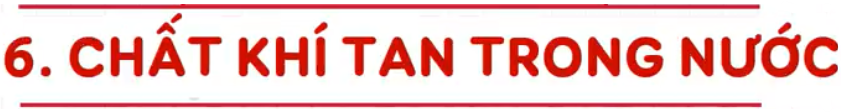 6. CHẤT KHÍ TAN TRONG NƯỚC